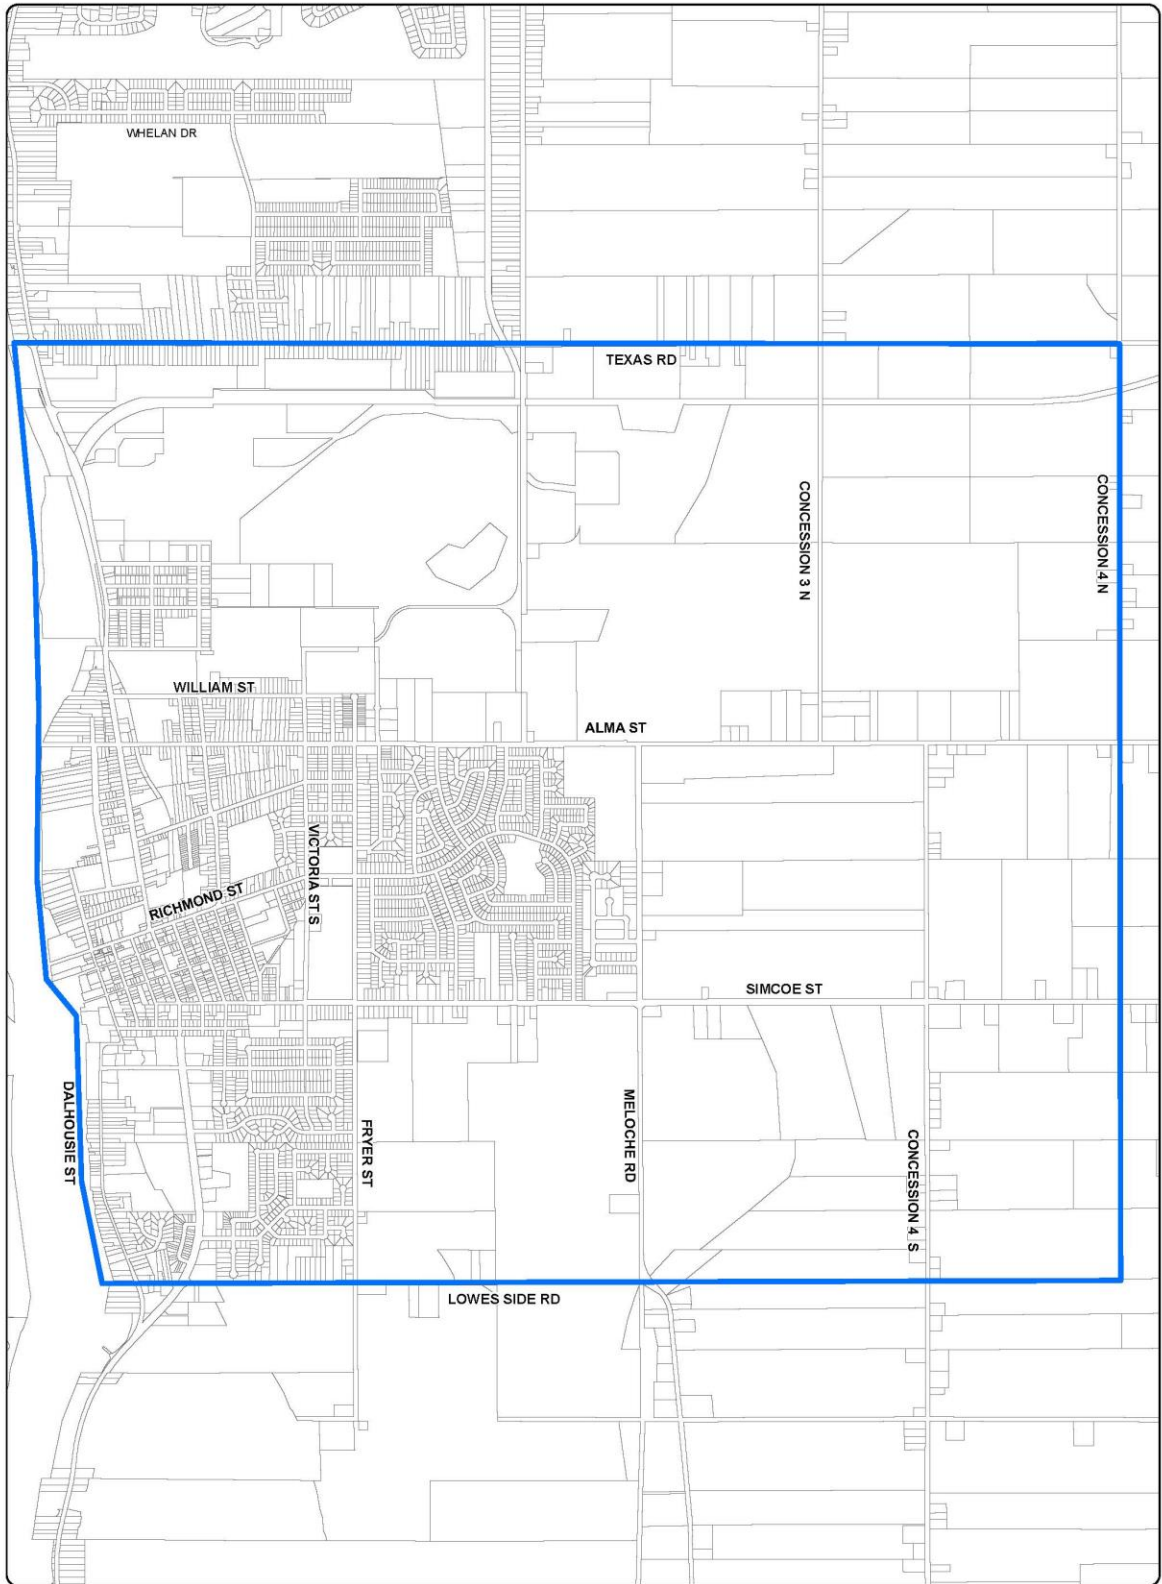 WHELAN DR
TEXAS RD
CONCESSION 3 N
CONCESSION 4 N
WILLIAM ST
ALMA ST
VICTORIA ST S
RICHMOND ST
SIMCOE ST
DALHOUSIE ST
FRYER ST
MELOCHE RD
CONCESSION 4 S
LOWES SIDE RD